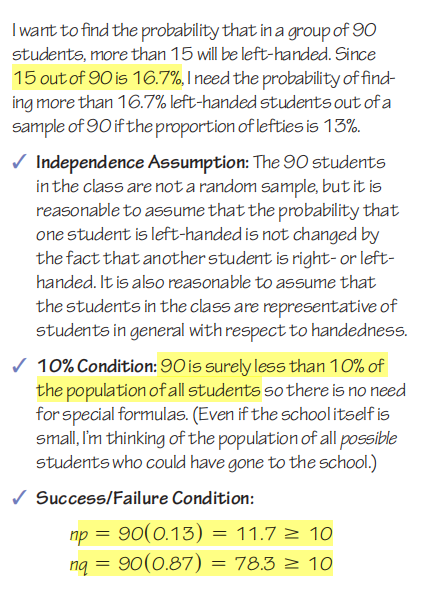 I want to find the probability that in a group of 90
students, more than 15 will be left-handed. Since
15 out of 90 is 16.7%, I need the probability of find-
ing more than 16.7% left-handed students out of a
sample of 90 if the proportion of lefties is 13%.
✓ Independence Assumption: The 90 students
in the class are not a random sample, but it is
reasonable to assume that the probability that
one student is left-handed is not changed by
the fact that another student is right- or left-
handed. It is also reasonable to assume that
the students in the class are representative of
students in general with respect to handedness.
✓ 10% Condition: 90 is surely less than 10% of
the population of all students so there is no need
for special formulas. (Even if the school itself is
small, I'm thinking of the population of all possible
students who could have gone to the school.)
✓ Success/Failure Condition:
np = 90(0.13) = 11.7 ≥ 10
nq = 90(0.87) = 78.3 ≥ 10